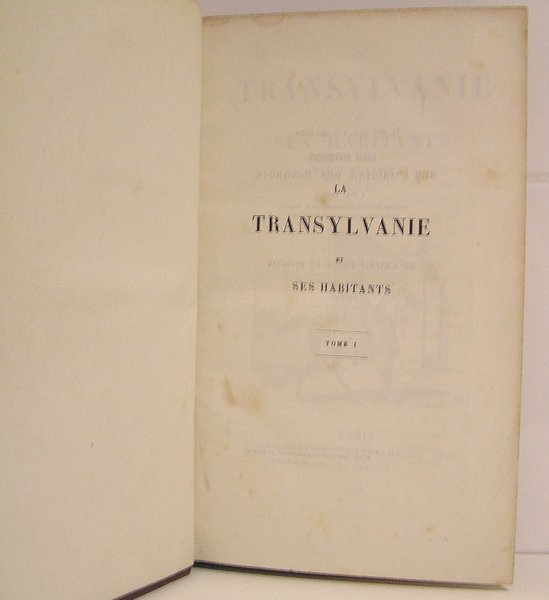 LA
TRANSYLVANIE
ET
SES HABITANTS
TOME I